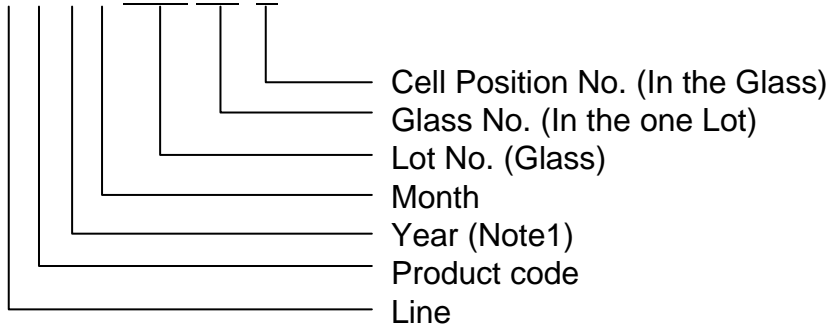 Cell Position No. (In the Glass)
Glass No. (In the one Lot)
Lot No. (Glass)
Month
Year (Note1)
Product code
Line